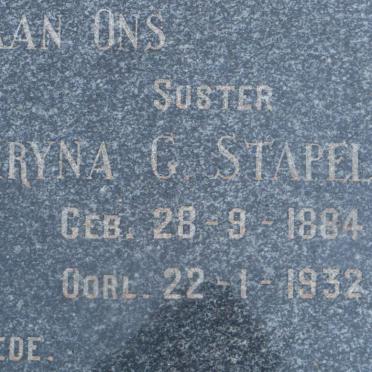 AAN ONS
SUSTER
RYNA G. STAPEL
GEB. 28-9-1884
OORL. 22-1-1932
EDE.